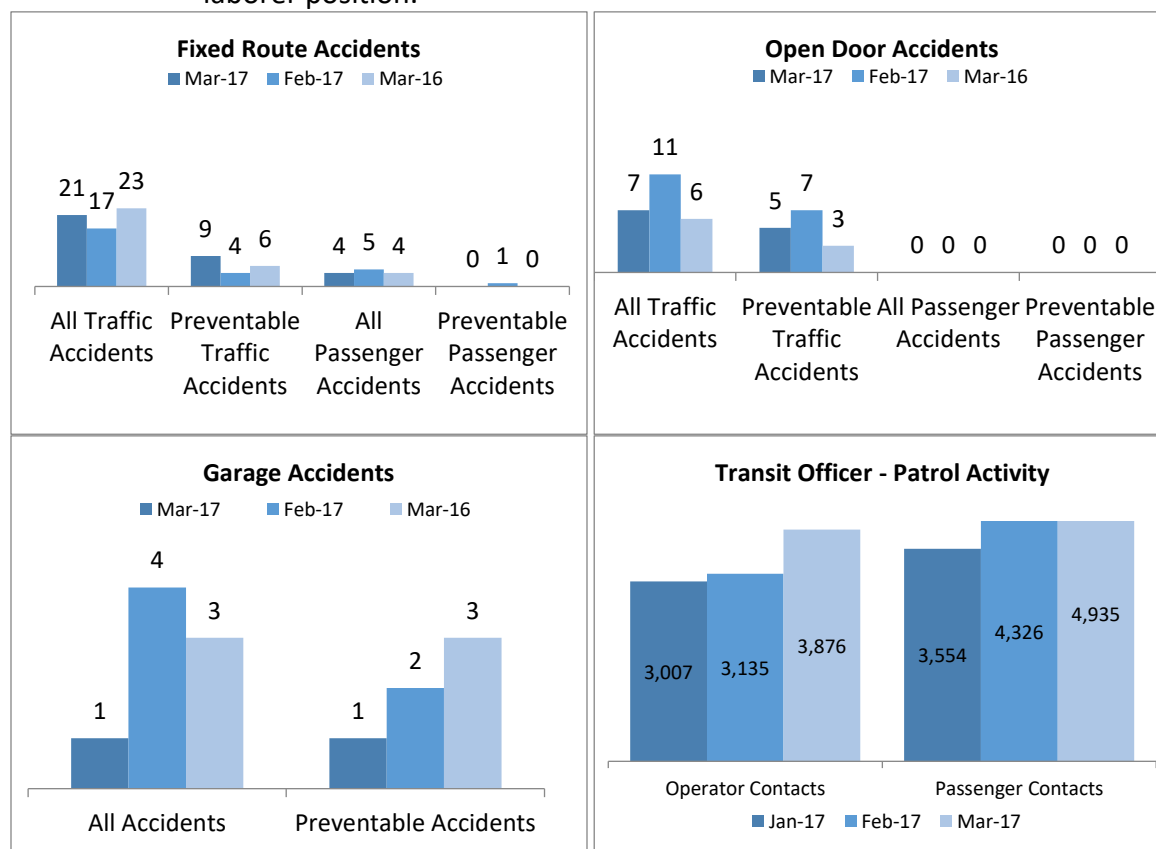 laborer position.
Fixed Route Accidents
Mar-17 Feb-17 Mar-16
21 17 23
9 4 6
4 5 4
0 1 0
All Traffic Accidents
Preventable Traffic Accidents
All Passenger Accidents
Preventable Passenger Accidents
Open Door Accidents
Mar-17 Feb-17 Mar-16
7 11 6
5 7 3
0 0 0
0 0 0
All Traffic Accidents
Preventable Traffic Accidents
All Passenger Accidents
Preventable Passenger Accidents
Garage Accidents
Mar-17 Feb-17 Mar-16
1 4 3
1 2 3
All Accidents Preventable Accidents
Transit Officer - Patrol Activity
3,007 3,135 3,876
3,554 4,326 4,935
Operator Contacts Passenger Contacts
Jan-17 Feb-17 Mar-17